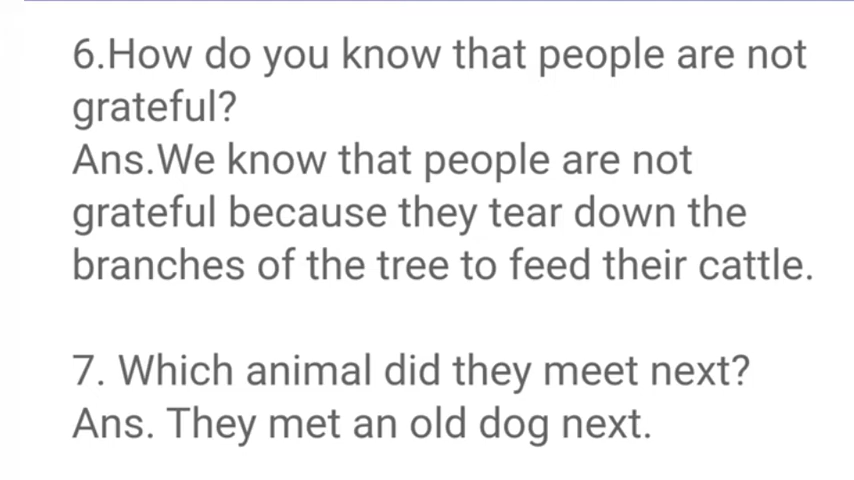 6.How do you know that people are not
grateful?
Ans.We know that people are not
grateful because they tear down the
branches of the tree to feed their cattle.
7. Which animal did they meet next?
Ans. They met an old dog next.